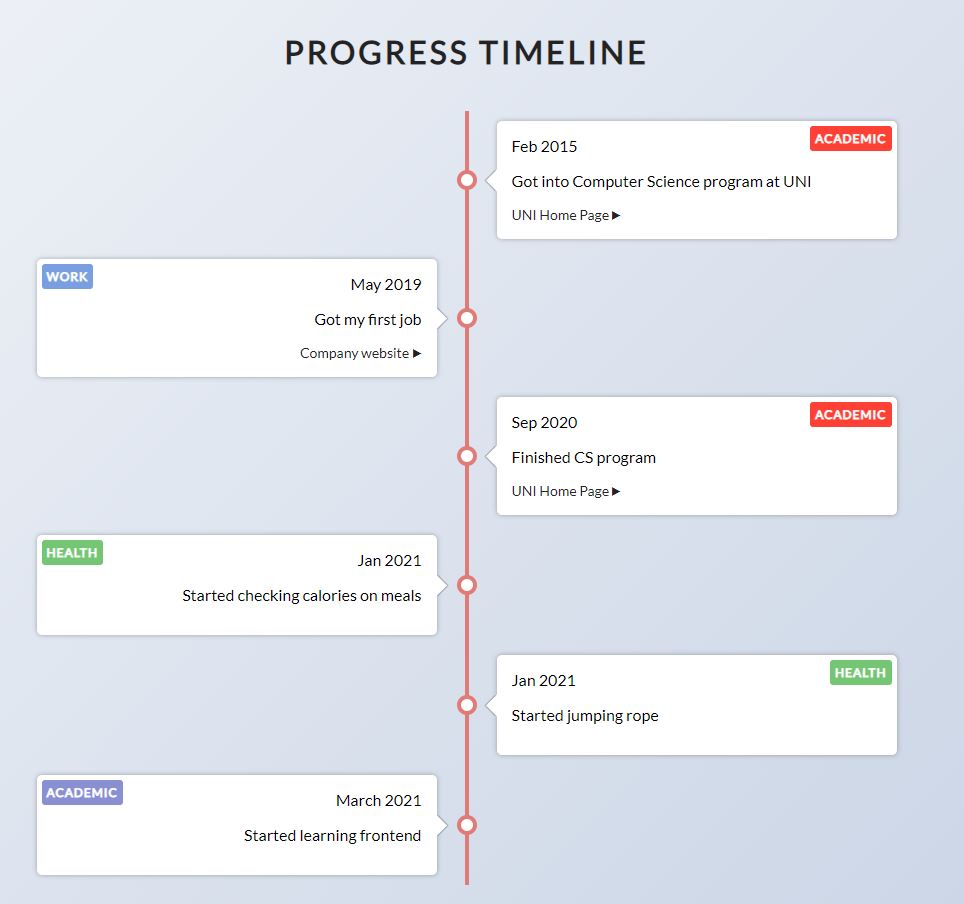 PROGRESS TIMELINE
Feb 2015
ACADEMIC
Got into Computer Science program at UNI
UNI Home Page ▶
WORK
May 2019
Got my first job
Company website ▶
Sep 2020
ACADEMIC
Finished CS program
UNI Home Page ▶
HEALTH
Jan 2021
Started checking calories on meals
Jan 2021
HEALTH
Started jumping rope
ACADEMIC
March 2021
Started learning frontend